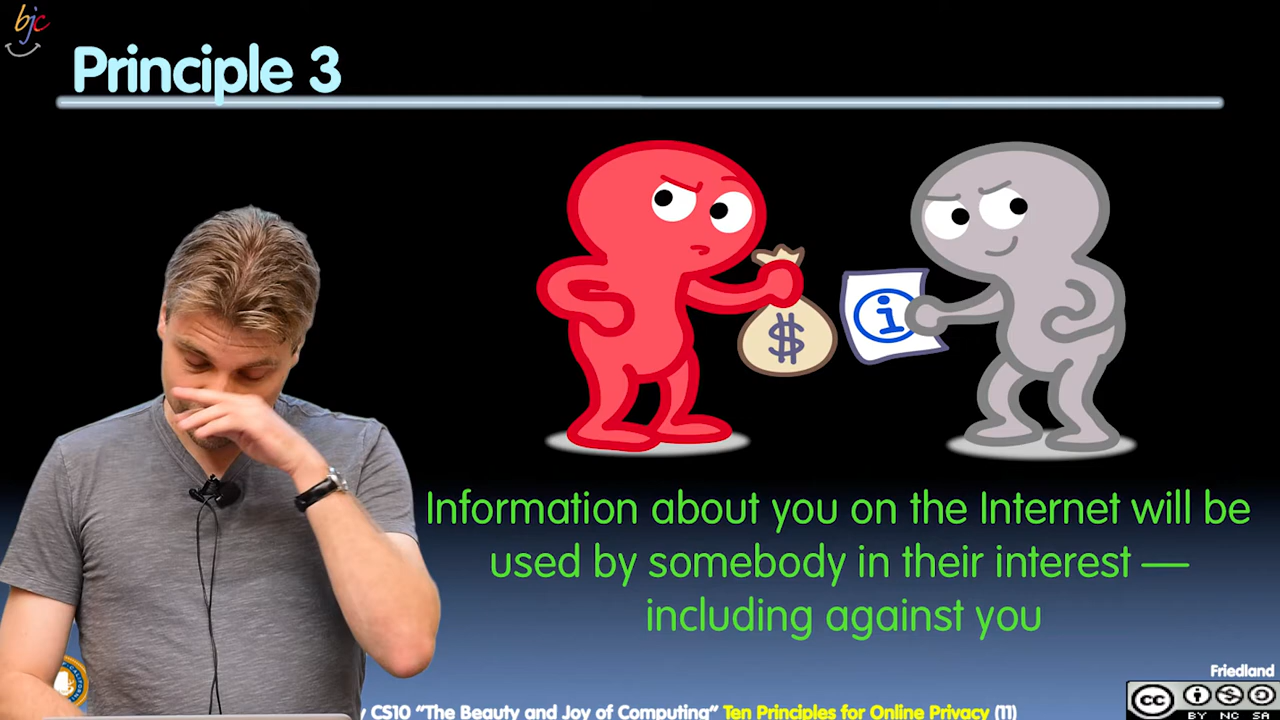 bjc
Principle 3
$
i
Information about you on the Internet will be
used by somebody in their interest —
including against you
Friedland
CS10 “The Beauty and Joy of Computing” Ten Principles for Online Privacy (11)
cc
BY NC SA